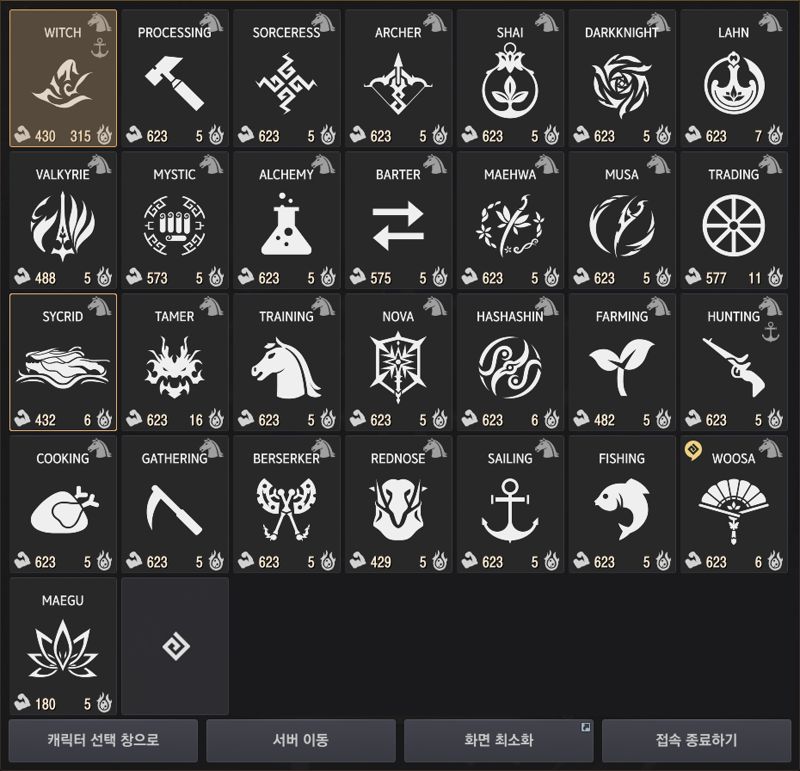 WITCH PROCESSING SORCERESS ARCHER SHAI DARKKNIGHT LAHN
430 315 623 5 623 5 623 5 623 5 623 5 623 7
VALKYRIE MYSTIC ALCHEMY BARTER MAEHWA MUSA TRADING
488 5 573 5 623 5 575 5 623 5 623 5 577 11
SYCRID TAMER TRAINING NOVA HASHASHIN FARMING HUNTING
432 6 623 16 623 5 623 5 623 6 482 5 623 5
COOKING GATHERING BERSERKER REDNOSE SAILING FISHING WOOSA
623 5 623 5 623 5 429 5 623 5 623 5 623 6
MAEGU
180 5
캐릭터 선택 창으로 서버 이동 화면 최소화 접속 종료하기